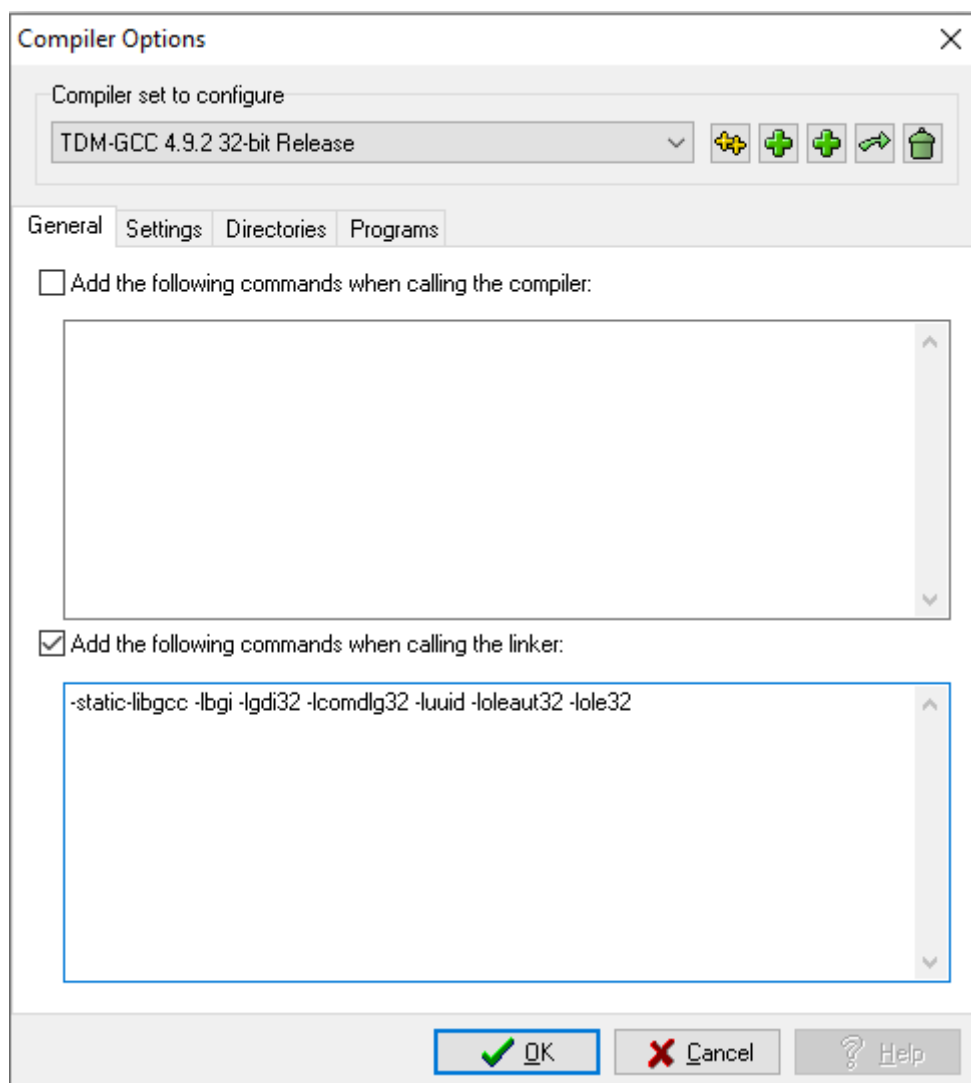 Compiler Options
Compiler set to configure
TDM-GCC 4.9.2 32-bit Release
General Settings Directories Programs
Add the following commands when calling the compiler:
Add the following commands when calling the linker:
-static-libgcc -lbgi -lgdi32 -lcomdlg32 -luuid -loleaut32 -lole32
OK Cancel Help